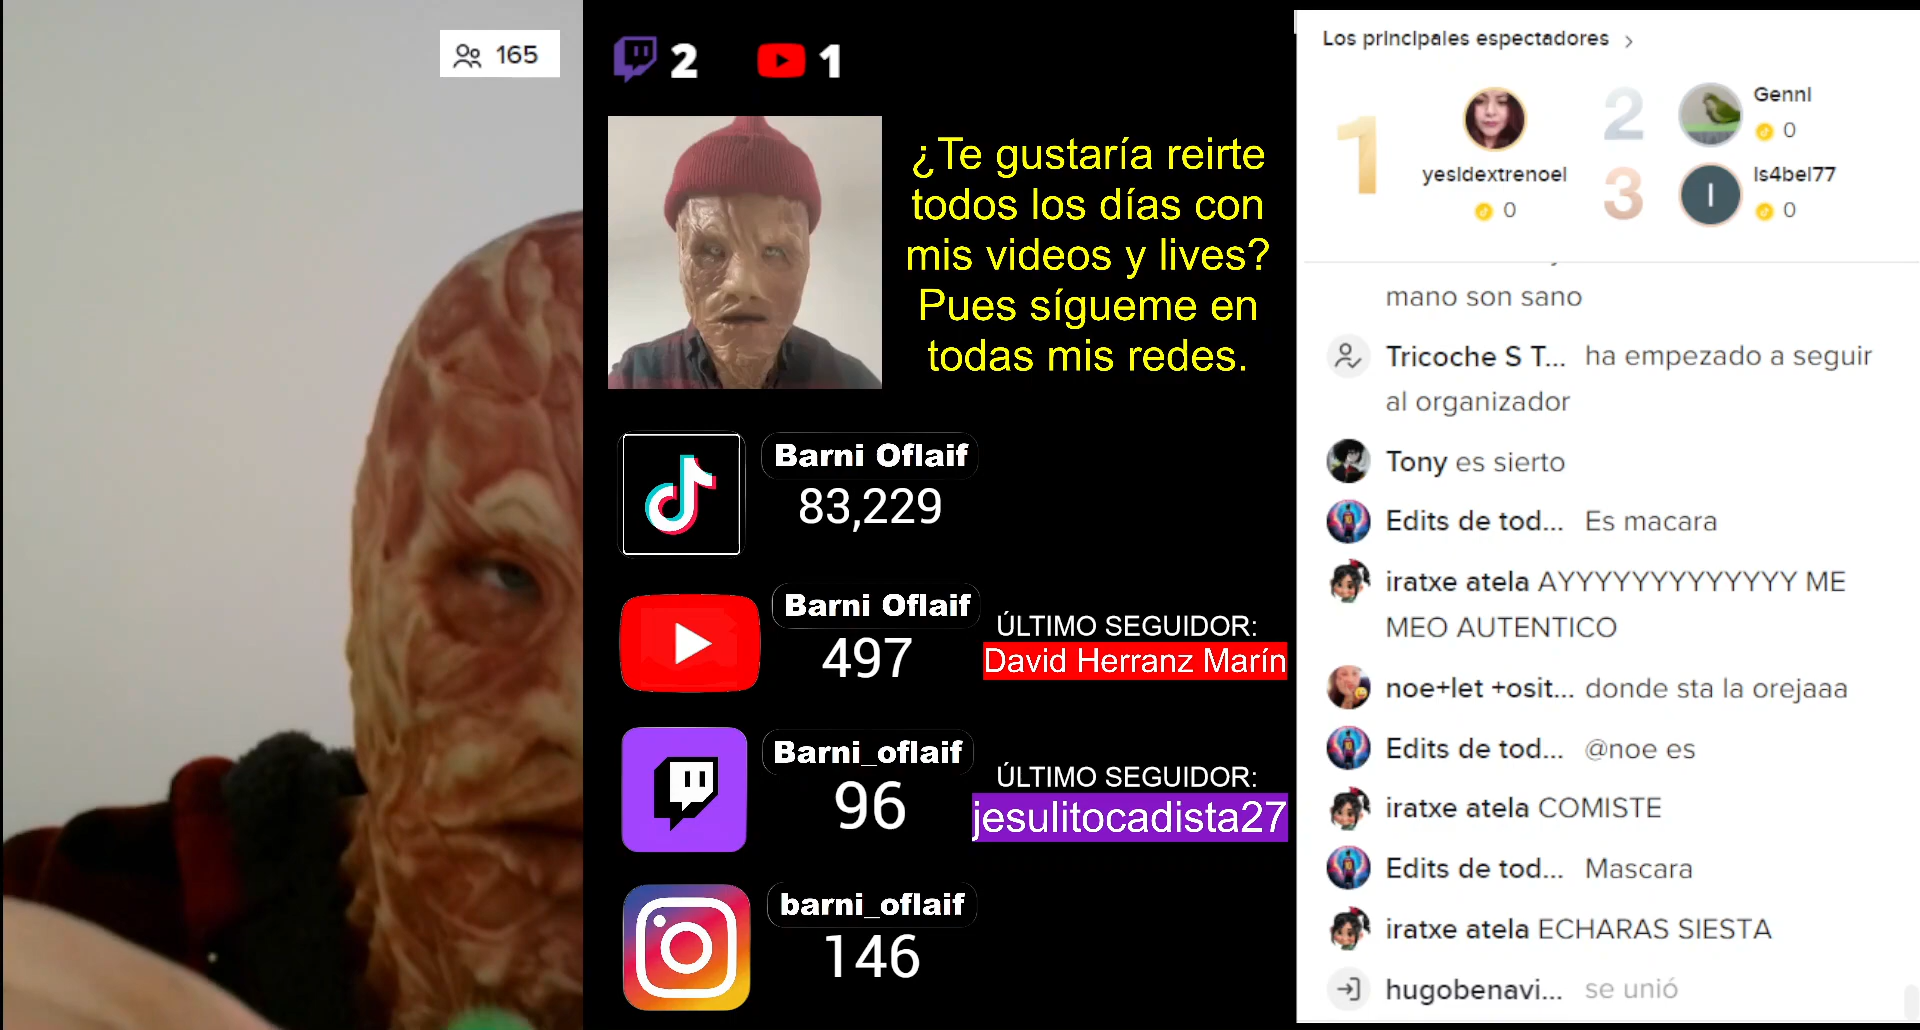 165
2
1
¿Te gustaría reirte
todos los días con
mis videos y lives?
Pues sígueme en
todas mis redes.
Barni Oflaif
83,229
Barni Oflaif
497
ÚLTIMO SEGUIDOR:
David Herranz Marín
Barni_oflaif
96
ÚLTIMO SEGUIDOR:
jesulitocadista27
barni_oflaif
146
Los principales espectadores
1
yesldextrenoel
0
2
Gennl
0
3
I
Is4bel77
0
mano son sano
Tricoche S T... ha empezado a seguir
al organizador
Tony es sierto
Edits de tod... Es macara
iratxe atela AYYYYYYYYYYYYY ME
MEO AUTENTICO
noe+let +osit... donde sta la orejaaa
Edits de tod... @noe es
iratxe atela COMISTE
Edits de tod... Mascara
iratxe atela ECHARAS SIESTA
hugobenavi... se unió